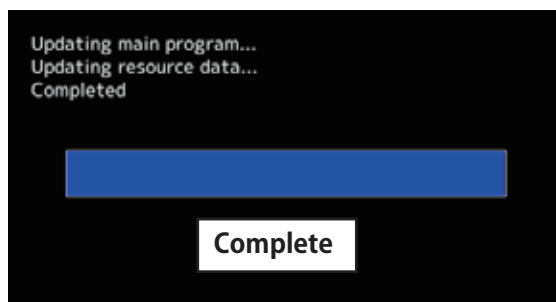 Updating main program...
Updating resource data...
Completed
Complete